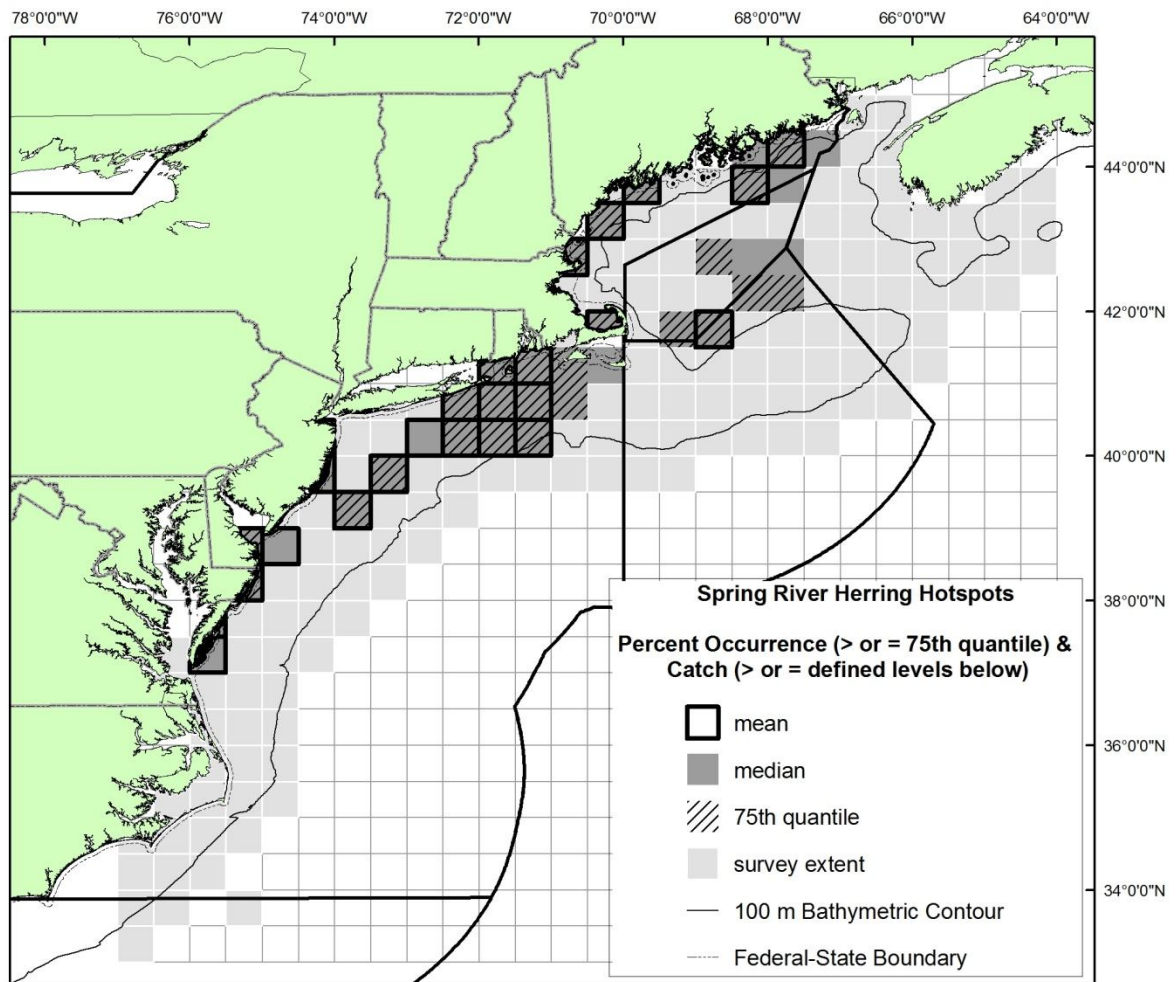 78°0'0"W 76°0'0"W 74°0'0"W 72°0'0"W 70°0'0"W 68°0'0"W 66°0'0"W 64°0'0"W
44°0'0"N
42°0'0"N
40°0'0"N
38°0'0"N
36°0'0"N
34°0'0"N
Spring River Herring Hotspots
Percent Occurrence (> or = 75th quantile) &
Catch (> or = defined levels below)
mean
median
75th quantile
survey extent
100 m Bathymetric Contour
Federal-State Boundary